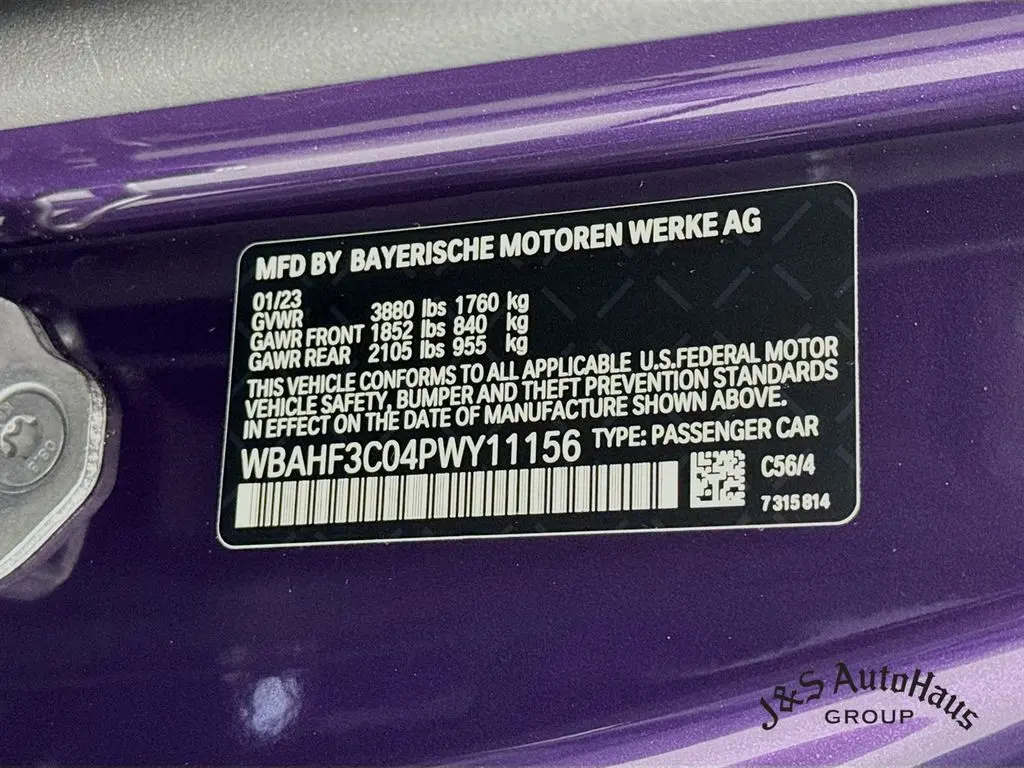 MFD BY BAYERISCHE MOTOREN WERKE AG
01/23
GVWR 3880 lbs 1760 kg
GAWR FRONT 1852 lbs 840 kg
GAWR REAR 2105 lbs 955 kg
THIS VEHICLE CONFORMS TO ALL APPLICABLE U.S.FEDERAL MOTOR
VEHICLE SAFETY, BUMPER AND THEFT PREVENTION STANDARDS
IN EFFECT ON THE DATE OF MANUFACTURE SHOWN ABOVE.
WBAHF3C04PWY11156 TYPE: PASSENGER CAR
C56/4
7315814
J&S AutoHaus
GROUP